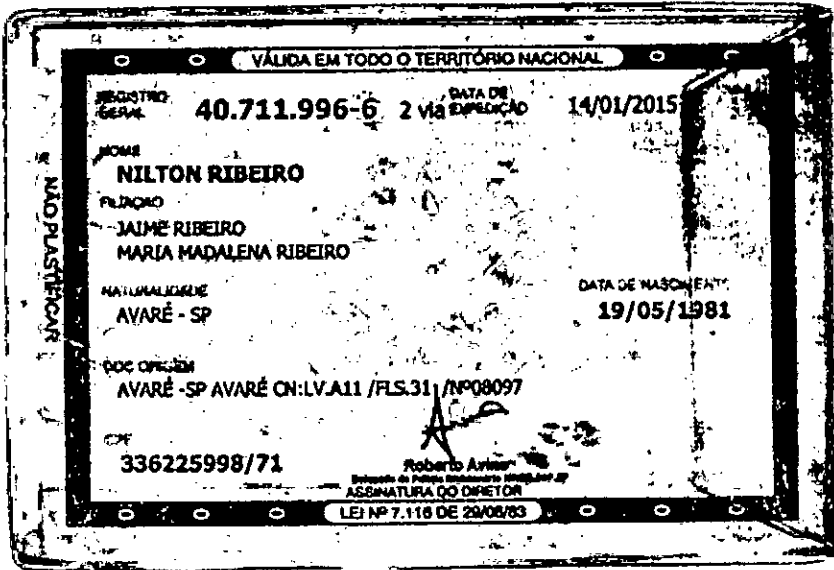 VÁLIDA EM TODO O TERRITÓRIO NACIONAL
REGISTRO GERAL 40.711.996-6 2 via DATA DE EXPEDIÇÃO 14/01/2015
NOME
NILTON RIBEIRO
FILIAÇÃO
JAIME RIBEIRO
MARIA MADALENA RIBEIRO
NATURALIDADE DATA DE NASCIMENTO
AVARÉ - SP 19/05/1981
DOC ORIGEM
AVARÉ -SP AVARÉ CN:LV.A11 /FLS.31 /Nº08097
CPF
336225998/71
Roberto
ASSINATURA DO DIRETOR
LEI Nº 7.116 DE 29/08/83
NÃO PLASTIFICAR